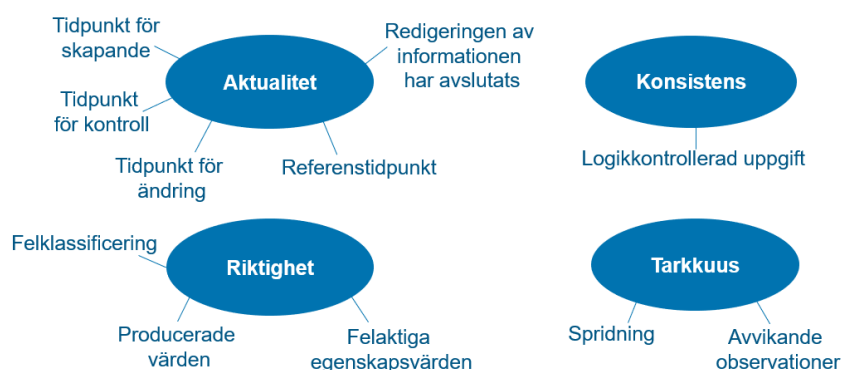 Tidpunkt för
skapande
Aktualitet
Redigeringen av
informationen
har avslutats
Tidpunkt
för kontroll
Tidpunkt för
ändring
Referenstidpunkt
Konsistens
Logikkontrollerad uppgift
Felklassificering
Riktighet
Producerade
värden
Felaktiga
egenskapsvärden
Tarkkuus
Spridning
Avvikande
observationer